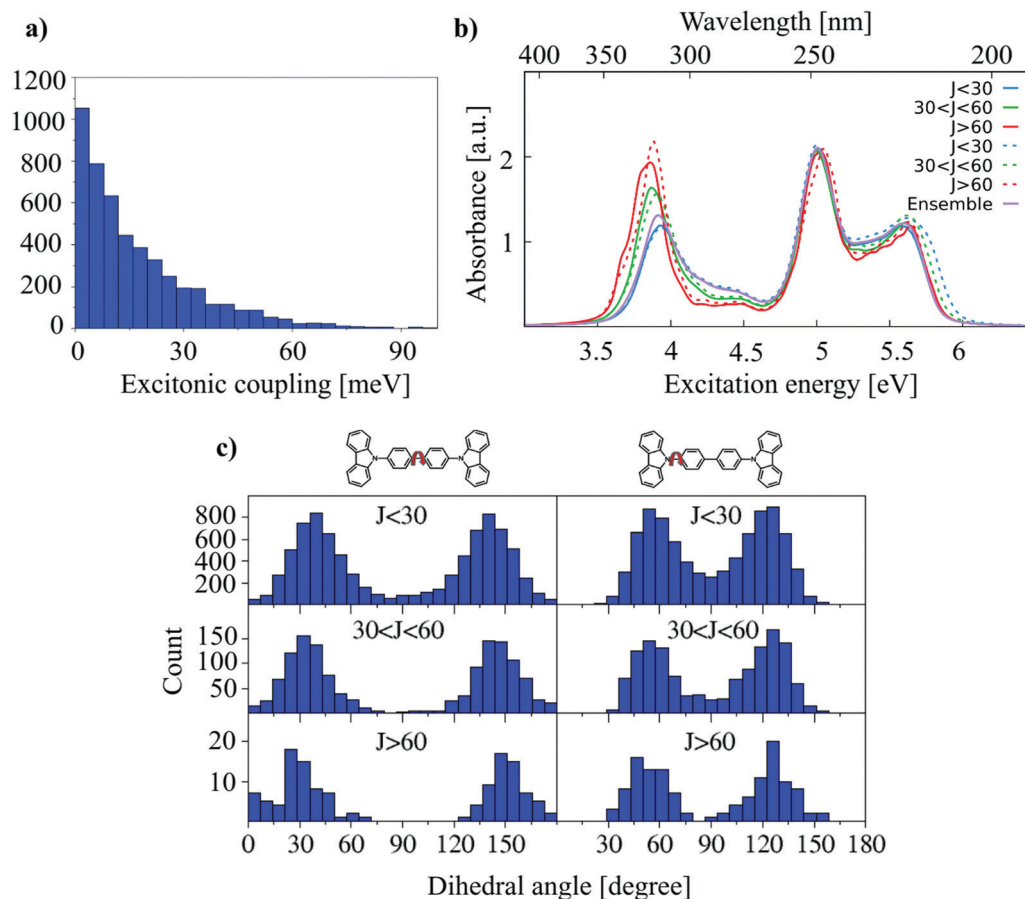 a)
1200
1000
800
600
400
200
0
0 30 60 90
Excitonic coupling [meV]
b)
Wavelength [nm]
400 350 300 250 200
Absorbance [a.u.]
2
1
J<30
30<J<60
J>60
J<30
30<J<60
J>60
Ensemble
3.5 4 4.5 5 5.5 6
Excitation energy [eV]
c)
N N
N N
Count
800
600
400
200
J<30
J<30
150
100
50
30<J<60
30<J<60
20
10
J>60
J>60
0 30 60 90 120 150 0 30 60 90 120 150 180
Dihedral angle [degree]